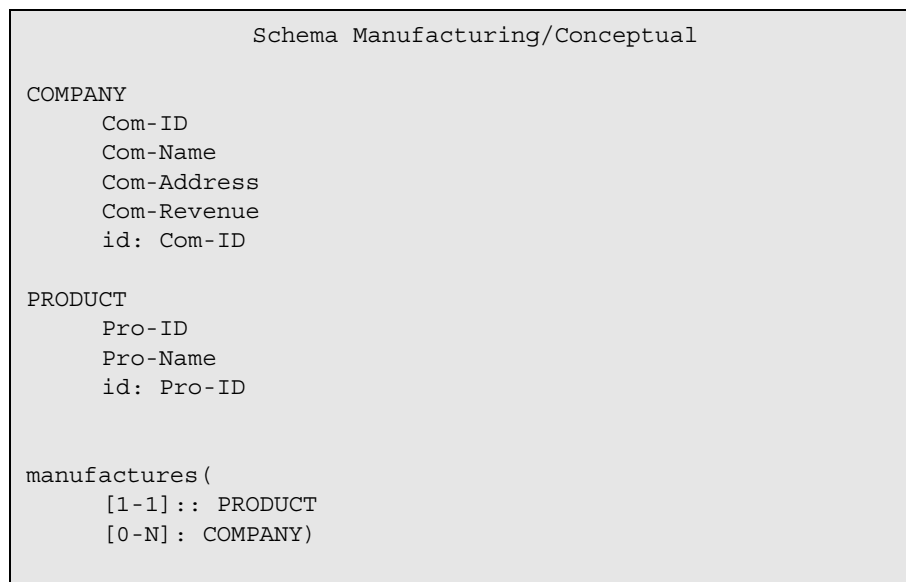 Schema Manufacturing/Conceptual
COMPANY
Com-ID
Com-Name
Com-Address
Com-Revenue
id: Com-ID
PRODUCT
Pro-ID
Pro-Name
id: Pro-ID
manufactures(
[1-1]:: PRODUCT
[0-N]: COMPANY)